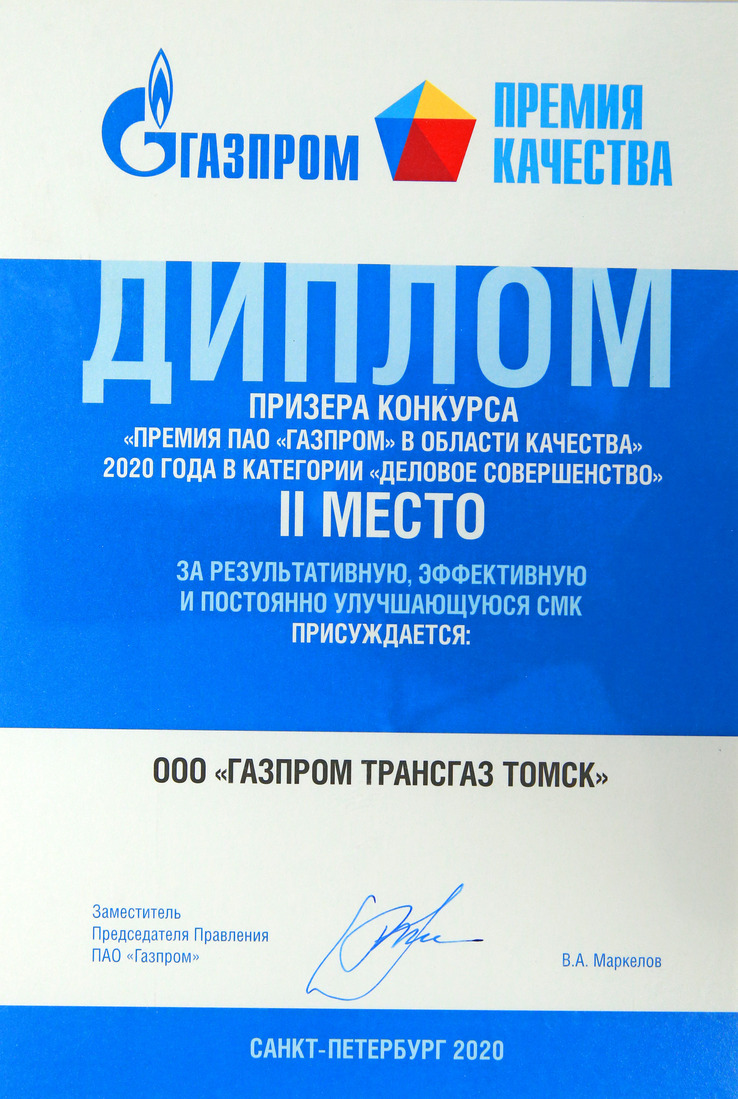 ГАЗПРОМ
ПРЕМИЯ
КАЧЕСТВА
ДИПЛОМ
ПРИЗЕРА КОНКУРСА
«ПРЕМИЯ ПАО «ГАЗПРОМ» В ОБЛАСТИ КАЧЕСТВА»
2020 ГОДА В КАТЕГОРИИ «ДЕЛОВОЕ СОВЕРШЕНСТВО»
II МЕСТО
ЗА РЕЗУЛЬТАТИВНУЮ, ЭФФЕКТИВНУЮ
И ПОСТОЯННО УЛУЧШАЮЩУЮСЯ СМК
ПРИСУЖДАЕТСЯ:
ООО «ГАЗПРОМ ТРАНСГАЗ ТОМСК»
Заместитель
Председателя Правления
ПАО «Газпром»
В.А. Маркелов
САНКТ-ПЕТЕРБУРГ 2020